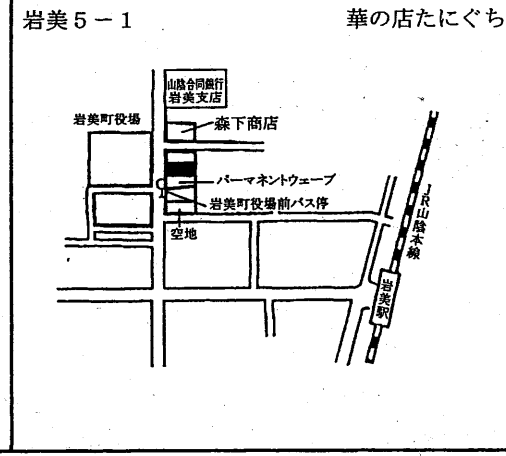 岩美5－1
華の店たにぐち
山陰合同銀行
岩美支店
岩美町役場
森下商店
パーマネントウェーブ
岩美町役場前バス停
空地
JR山陰本線
岩美駅